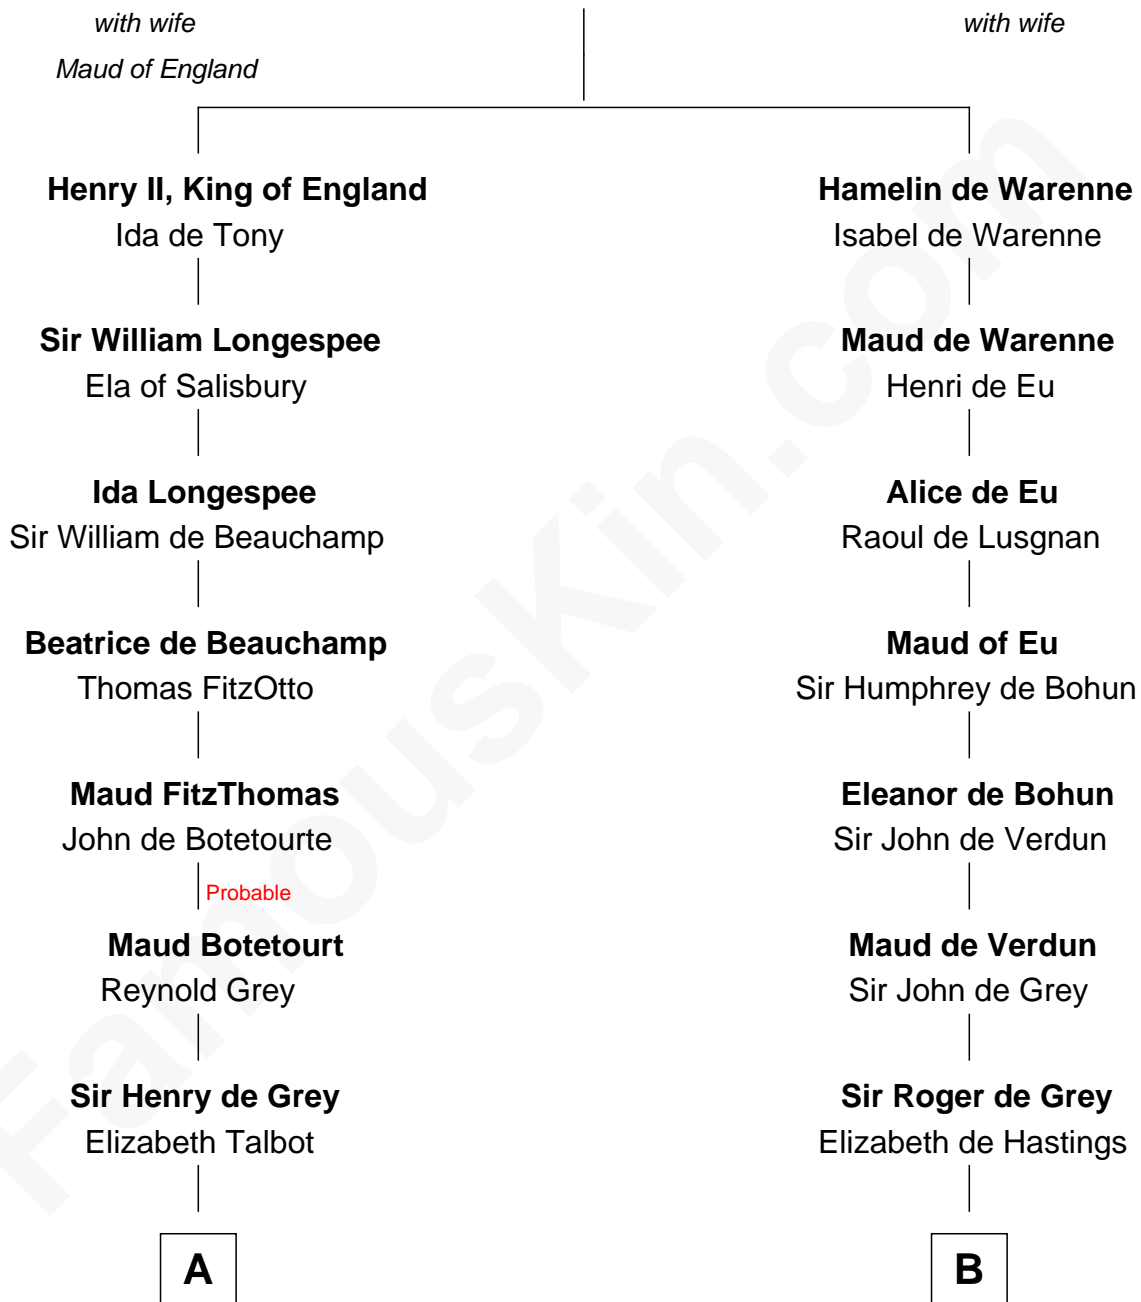 with wife
with wife
Maud of England
Henry II, King of England
Hamelin de Warenne
Ida de Tony
Isabel de Warenne
Sir William Longespee
Maud de Warenne
Ela of Salisbury
Henri de Eu
Ida Longespee
Alice de Eu
Sir William de Beauchamp
Raoul de Lusgnan
Beatrice de Beauchamp
Maud of Eu
Thomas FitzOtto
Sir Humphrey de Bohun
Maud FitzThomas
Eleanor de Bohun
John de Botetourte
Sir John de Verdun
Probable
Maud Botetourt
Maud de Verdun
Reynold Grey
Sir John de Grey
Sir Henry de Grey
Sir Roger de Grey
Elizabeth Talbot
Elizabeth de Hastings
A
B
FamousKin.com